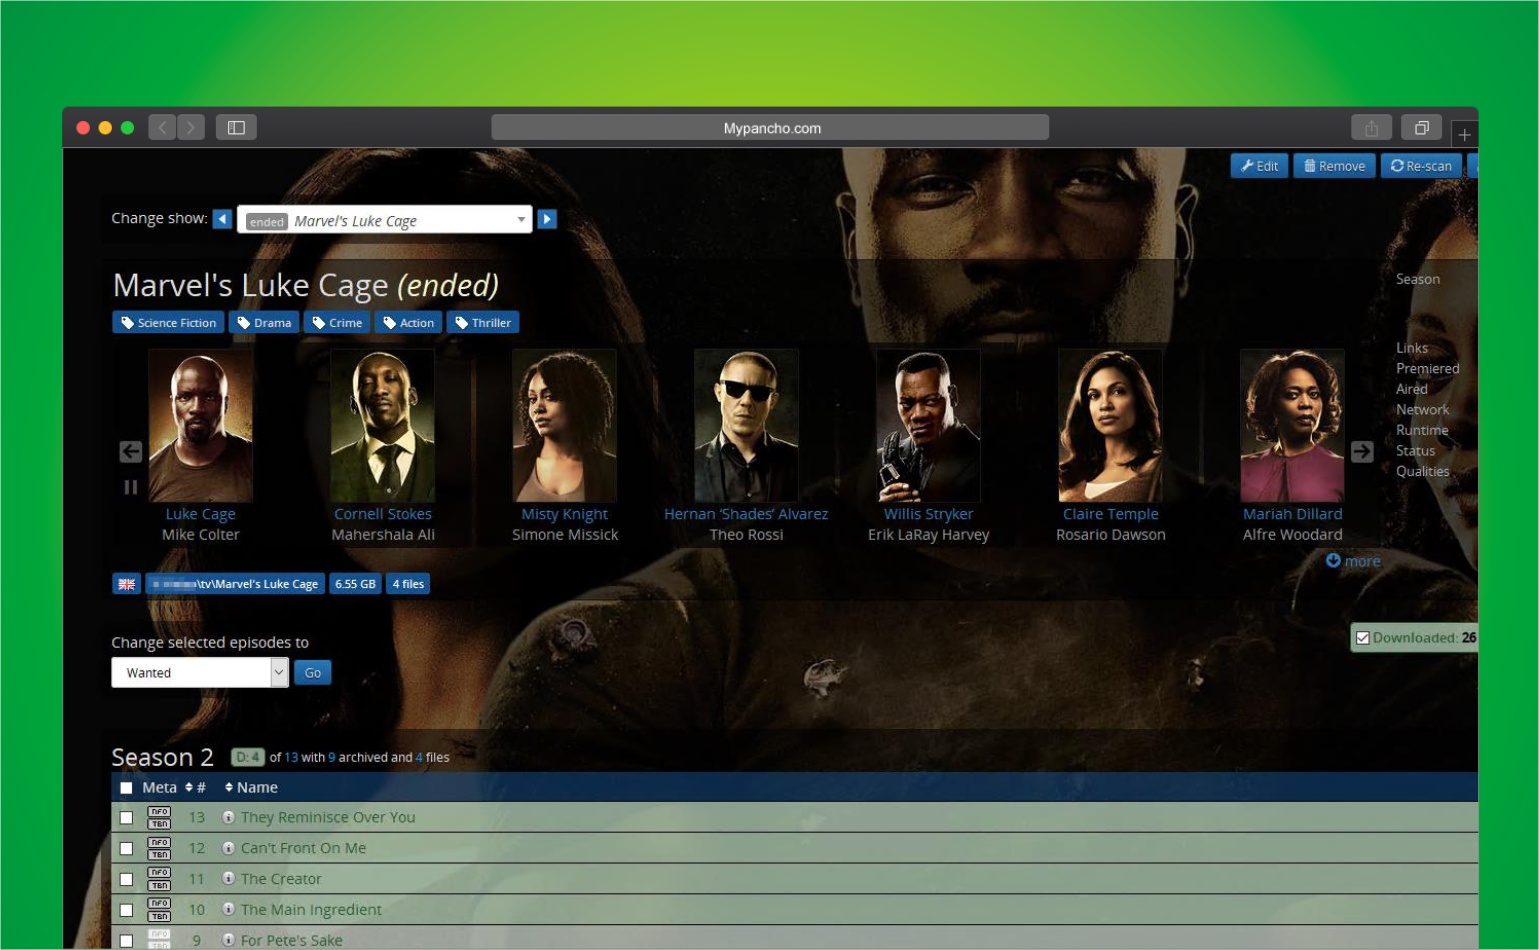 Mypancho.com
Edit Remove Re-scan
Change show: ended Marvel's Luke Cage
Marvel's Luke Cage (ended)
Season
Science Fiction Drama Crime Action Thriller
Links
Premiered
Aired
Network
Runtime
Status
Qualities
Luke Cage Cornell Stokes Misty Knight Hernan ‘Shades’ Alvarez Willis Stryker Claire Temple Mariah Dillard
Mike Colter Mahershala Ali Simone Missick Theo Rossi Erik LaRay Harvey Rosario Dawson Alfre Woodard
more
\tv\Marvel's Luke Cage 6.55 GB 4 files
Change selected episodes to
Downloaded: 26
Wanted Go
Season 2 D: 4 of 13 with 9 archived and 4 files
Meta # Name
NFO
TBN
13 They Reminisce Over You
NFO
TBN
12 Can't Front On Me
NFO
TBN
11 The Creator
NFO
TBN
10 The Main Ingredient
NFO
TBN
9 For Pete's Sake